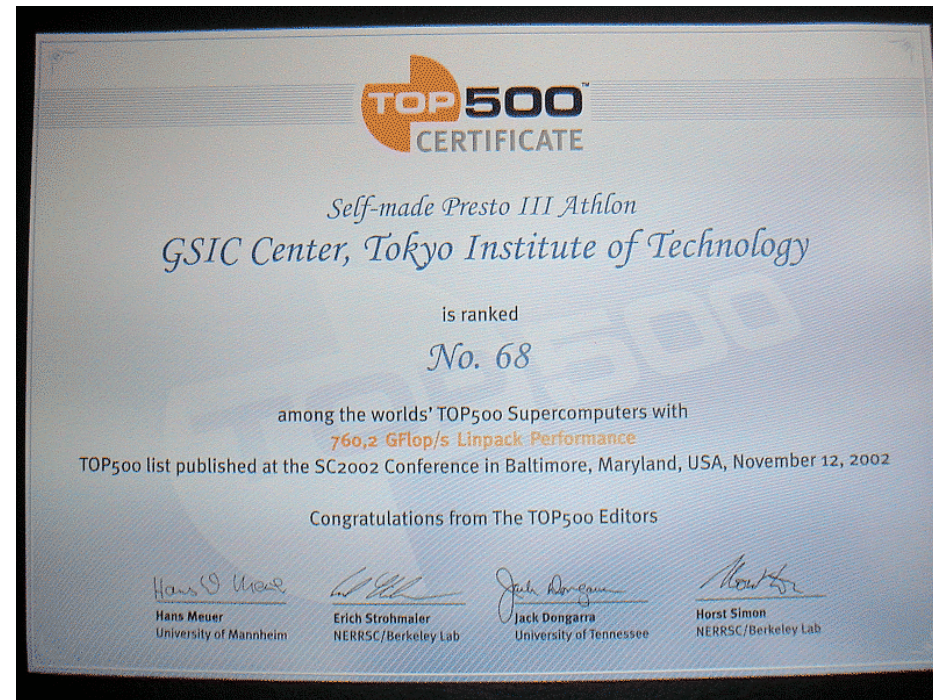 TOP 500™
CERTIFICATE
Self-made Presto III Athlon
GSIC Center, Tokyo Institute of Technology
is ranked
No. 68
among the worlds' TOP500 Supercomputers with
760,2 GFlop/s Linpack Performance
TOP500 list published at the SC2002 Conference in Baltimore, Maryland, USA, November 12, 2002
Congratulations from The TOP500 Editors
Hans Meuer
University of Mannheim
Erich Strohmaier
NERRSC/Berkeley Lab
Jack Dongarra
University of Tennessee
Horst Simon
NERRSC/Berkeley Lab